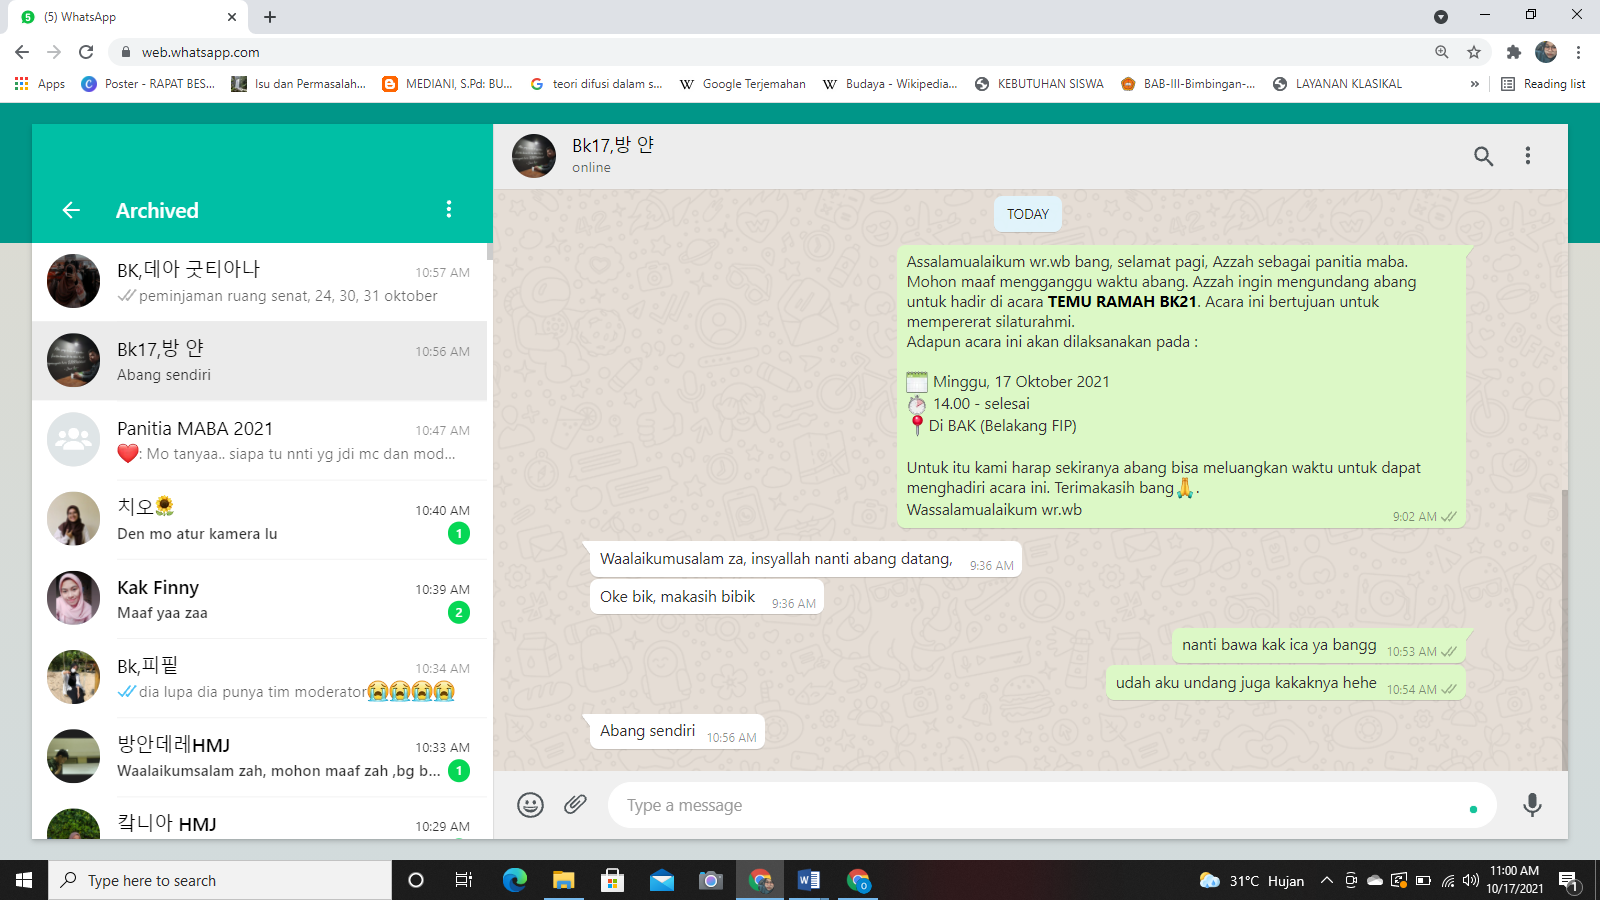 (5) WhatsApp
web.whatsapp.com
Apps
Poster - RAPAT BES...
Isu dan Permasalah...
MEDIANI, S.Pd: BU...
teori difusi dalam s...
Google Terjemahan
Budaya - Wikipedia...
KEBUTUHAN SISWA
BAB-III-Bimbingan-...
LAYANAN KLASIKAL
»
Reading list
Archived
BK,데아 굿티아나 10:57 AM
peminjaman ruang senat, 24, 30, 31 oktober
Bk17,방 얀 10:56 AM
Abang sendiri
Panitia MABA 2021 10:47 AM
❤️: Mo tanyaa.. siapa tu nnti yg jdi mc dan mod...
치오🌻 10:40 AM
Den mo atur kamera lu 1
Kak Finny 10:39 AM
Maaf yaa zaa 2
Bk,피핕 10:34 AM
dia lupa dia punya tim moderator😭😭😭😭
방안데레HMJ 10:33 AM
Waalaikumsalam zah, mohon maaf zah ,bg b... 1
칵니아 HMJ 10:29 AM
Bk17,방 얀
online
TODAY
Assalamualaikum wr.wb bang, selamat pagi, Azzah sebagai panitia maba.
Mohon maaf mengganggu waktu abang. Azzah ingin mengundang abang
untuk hadir di acara TEMU RAMAH BK21. Acara ini bertujuan untuk
mempererat silaturahmi.
Adapun acara ini akan dilaksanakan pada :
🗓️ Minggu, 17 Oktober 2021
⏱️ 14.00 - selesai
📍Di BAK (Belakang FIP)
Untuk itu kami harap sekiranya abang bisa meluangkan waktu untuk dapat
menghadiri acara ini. Terimakasih bang🙏.
Wassalamualaikum wr.wb
9:02 AM
Waalaikumusalam za, insyallah nanti abang datang, 9:36 AM
Oke bik, makasih bibik 9:36 AM
nanti bawa kak ica ya bangg 10:53 AM
udah aku undang juga kakaknya hehe 10:54 AM
Abang sendiri 10:56 AM
Type a message
Type here to search
31°C Hujan
11:00 AM
10/17/2021
1